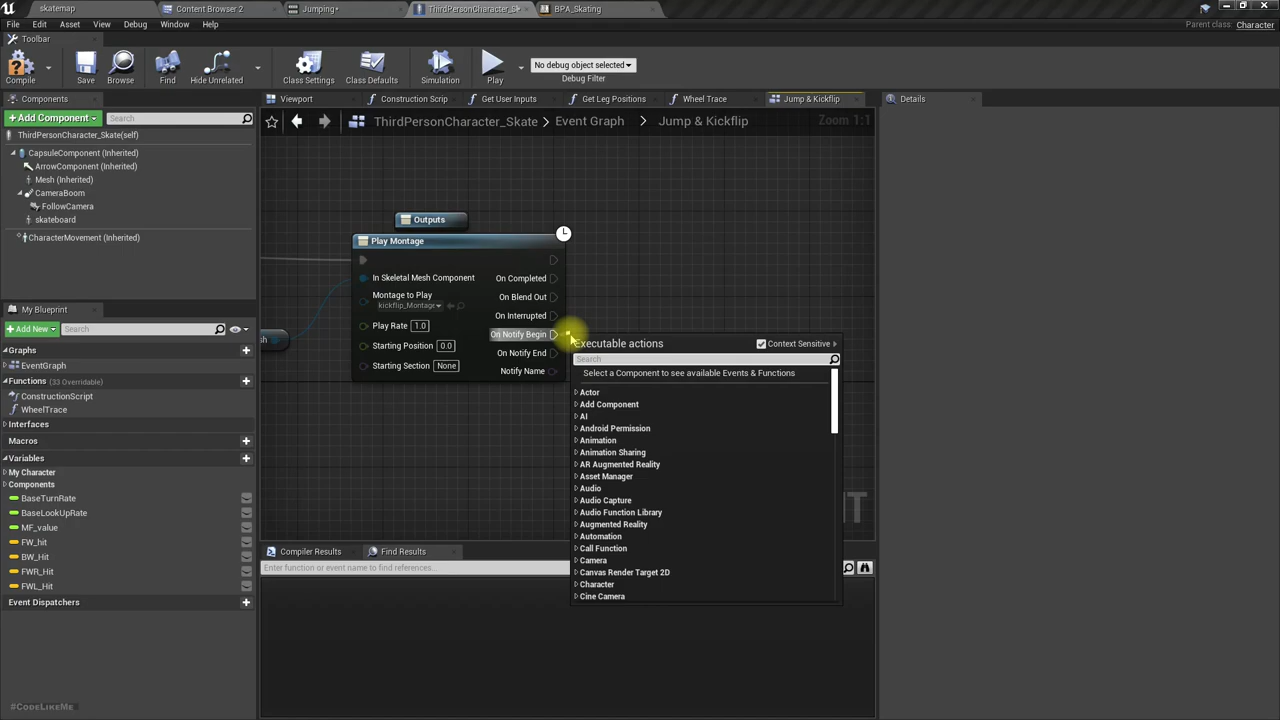 skatemap
Content Browser 2
Jumping•
ThirdPersonCharacter_Sk
BPA_Skating
File
Edit
Asset
View
Debug
Window
Help
Parent class: Character
Toolbar
Compile
Save
Browse
Find
Hide Unrelated
Class Settings
Class Defaults
Simulation
Play
No debug object selected
Debug Filter
Components
Viewport
Construction Scrip
Get User Inputs
Get Leg Positions
Wheel Trace
Jump & Kickflip
Details
+ Add Component
Search
ThirdPersonCharacter_Skate > Event Graph > Jump & Kickflip
Zoom 1:1
ThirdPersonCharacter_Skate(self)
CapsuleComponent (Inherited)
ArrowComponent (Inherited)
Mesh (Inherited)
CameraBoom
FollowCamera
skateboard
CharacterMovement (Inherited)
Outputs
Play Montage
In Skeletal Mesh Component
Montage to Play
kickflip_Montage
Play Rate 1.0
Starting Position 0.0
Starting Section None
On Completed
On Blend Out
On Interrupted
On Notify Begin
On Notify End
Notify Name
Executable actions
Context Sensitive
Search
Select a Component to see available Events & Functions
Actor
Add Component
AI
Android Permission
Animation
Animation Sharing
AR Augmented Reality
Asset Manager
Audio
Audio Capture
Audio Function Library
Augmented Reality
Automation
Call Function
Camera
Canvas Render Target 2D
Character
Cine Camera
My Blueprint
+ Add New
Search
Graphs
EventGraph
Functions (33 Overridable)
ConstructionScript
WheelTrace
Interfaces
Macros
Variables
My Character
Components
BaseTurnRate
BaseLookUpRate
MF_value
FW_hit
BW_Hit
FWR_Hit
FWL_Hit
Event Dispatchers
Compiler Results
Find Results
Enter function or event name to find references...
#CodeLikeMe